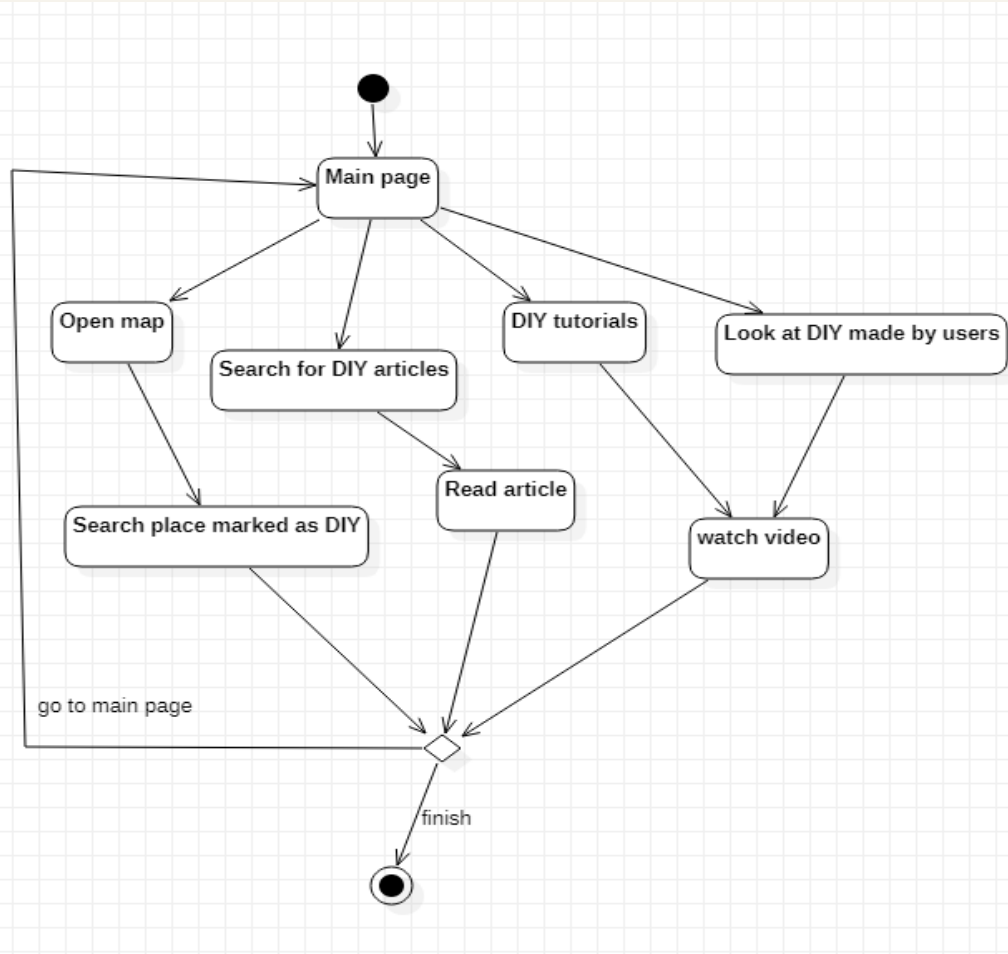 Main page
Open map
DIY tutorials
Look at DIY made by users
Search for DIY articles
Read article
Search place marked as DIY
watch video
go to main page
finish